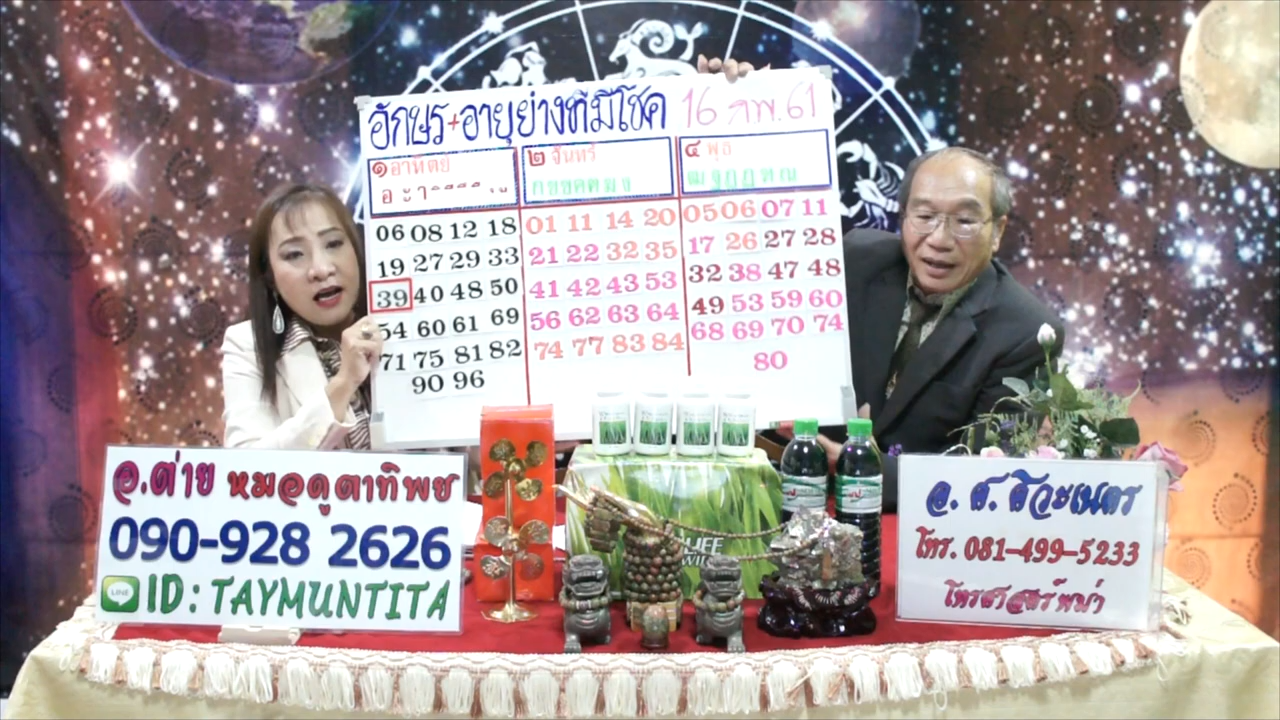 อักษร+อายุย่างที่มีโชค 16 กพ.61
๑ อาทิตย์
๒ จันทร์
๔ พุธ
06 08 12 18
19 27 29 33
39 40 48 50
54 60 61 69
71 75 81 82
90 96
01 11 14 20
21 22 32 35
41 42 43 53
56 62 63 64
74 77 83 84
05 06 07 11
17 26 27 28
32 38 47 48
49 53 59 60
68 69 70 74
80
อ.ต่าย หมอดูตาทิพย์
090-928 2626
LINE ID : TAYMUNTITA
อ. ส. ศิวะเนตร
โทร. 081-499-5233
โหราศาสตร์พม่า